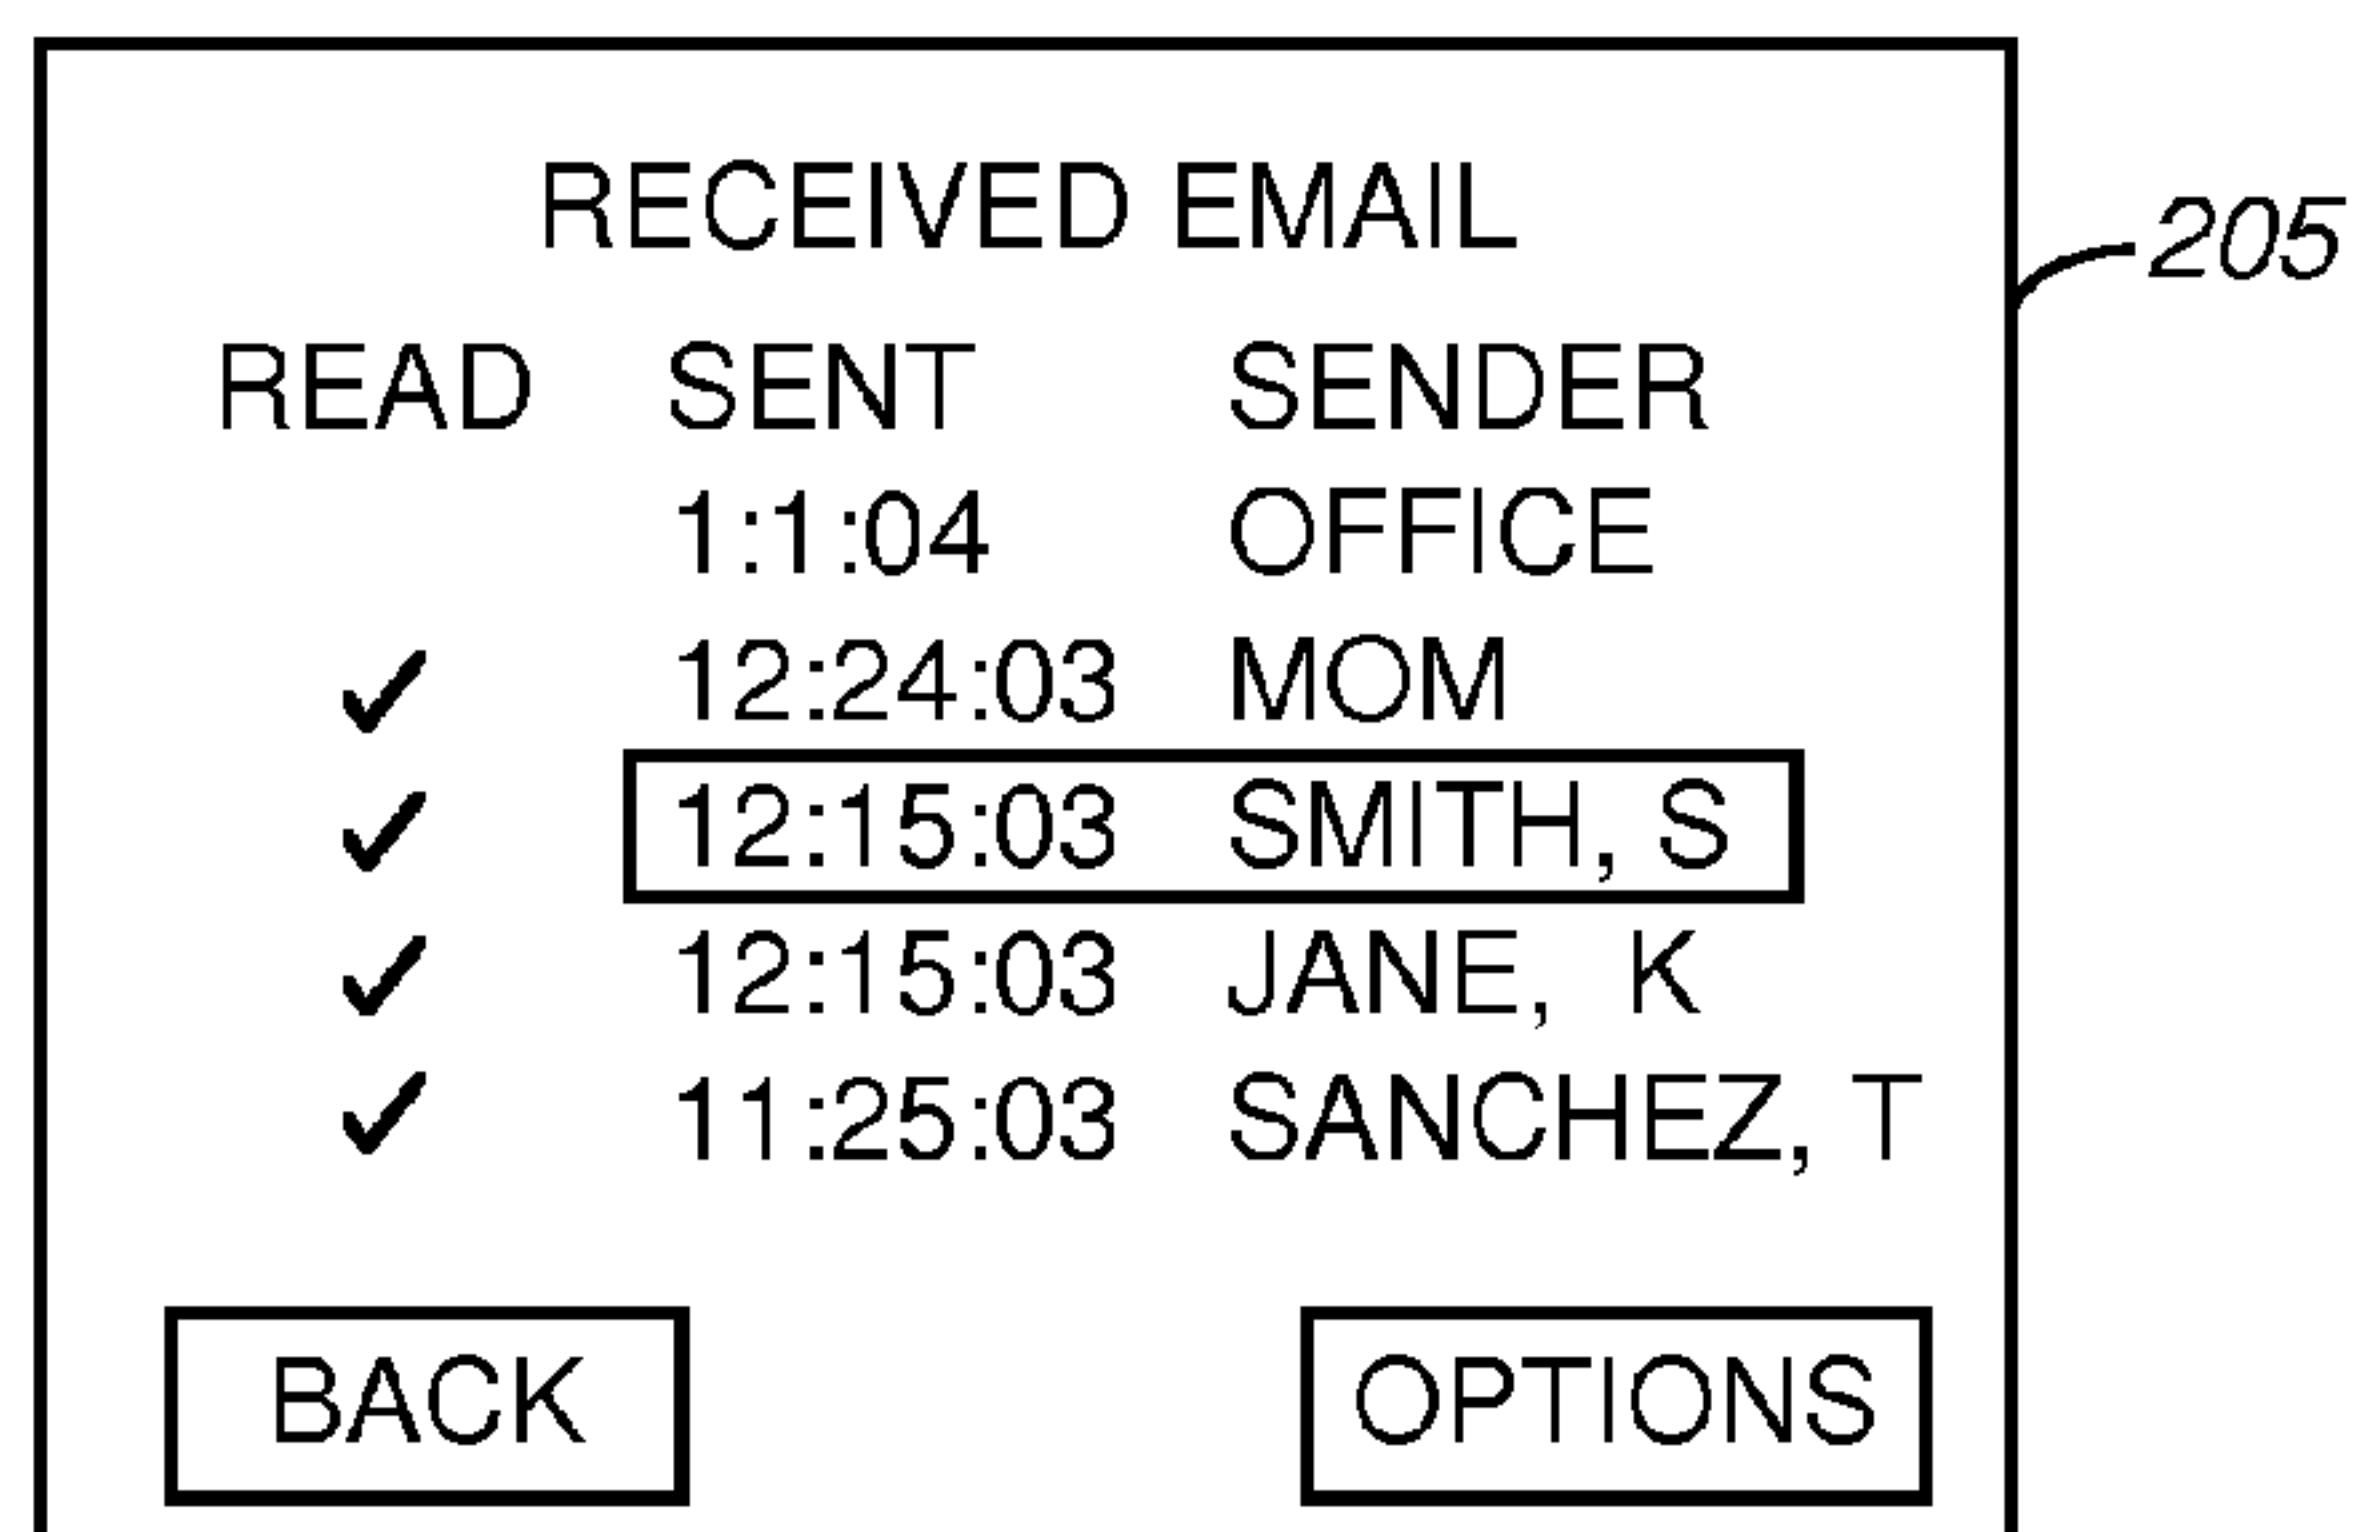 RECEIVED EMAIL
205
READ SENT SENDER
1:1:04 OFFICE
✓ 12:24:03 MOM
✓ 12:15:03 SMITH, S
✓ 12:15:03 JANE, K
✓ 11:25:03 SANCHEZ, T
BACK OPTIONS